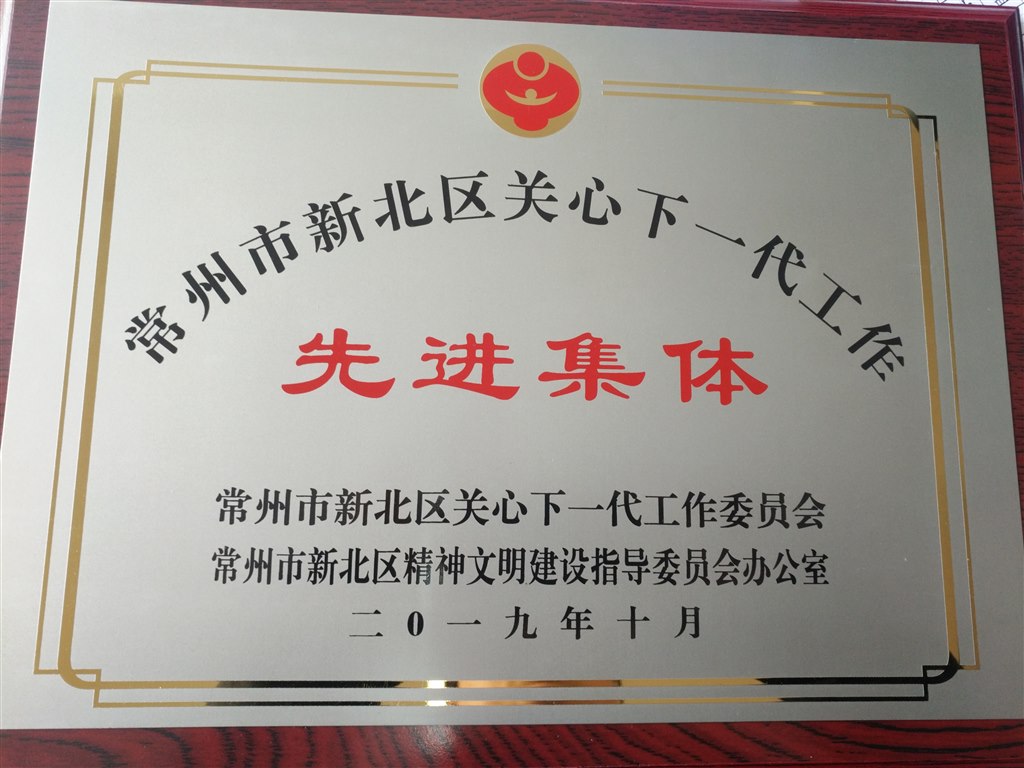 常州市新北区关心下一代工作
先进集体
常州市新北区关心下一代工作委员会
常州市新北区精神文明建设指导委员会办公室
二0一九年十月